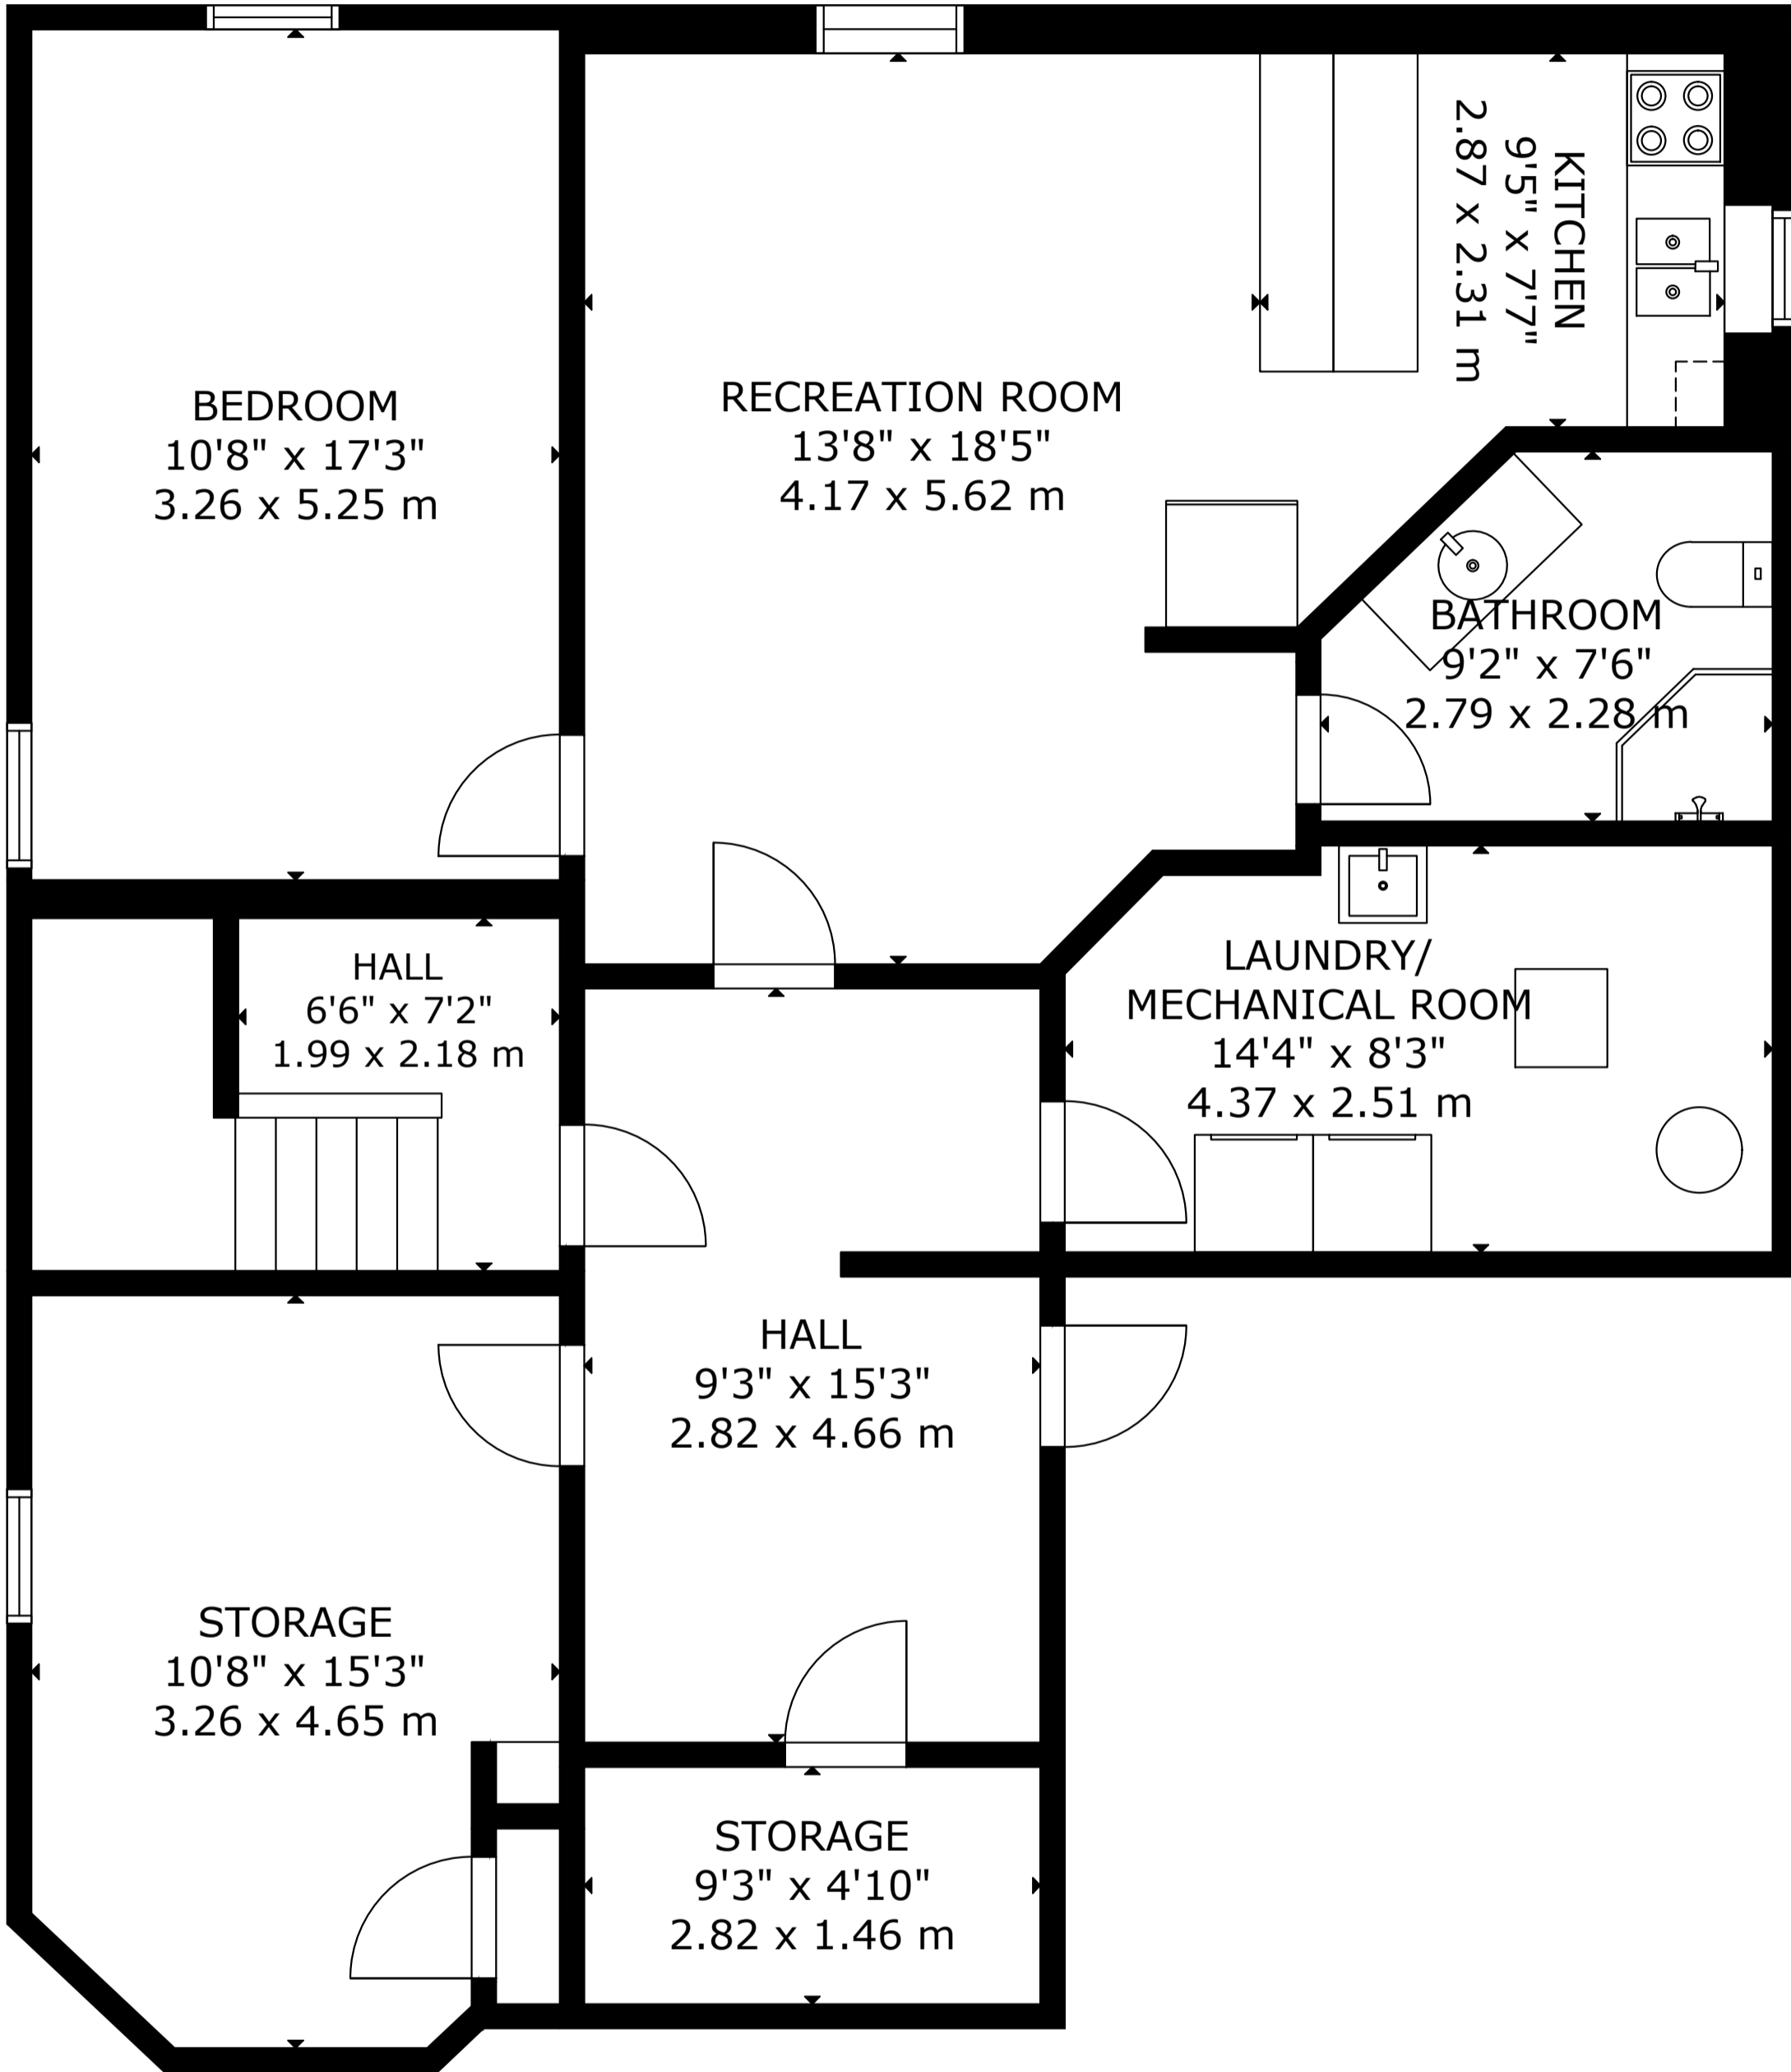 KITCHEN
9'5" x 7'7"
2.87 x 2.31 m
BEDROOM
10'8" x 17'3"
3.26 x 5.25 m
RECREATION ROOM
13'8" x 18'5"
4.17 x 5.62 m
BATHROOM
9'2" x 7'6"
2.79 x 2.28 m
HALL
6'6" x 7'2"
1.99 x 2.18 m
LAUNDRY/
MECHANICAL ROOM
14'4" x 8'3"
4.37 x 2.51 m
HALL
9'3" x 15'3"
2.82 x 4.66 m
STORAGE
10'8" x 15'3"
3.26 x 4.65 m
STORAGE
9'3" x 4'10"
2.82 x 1.46 m